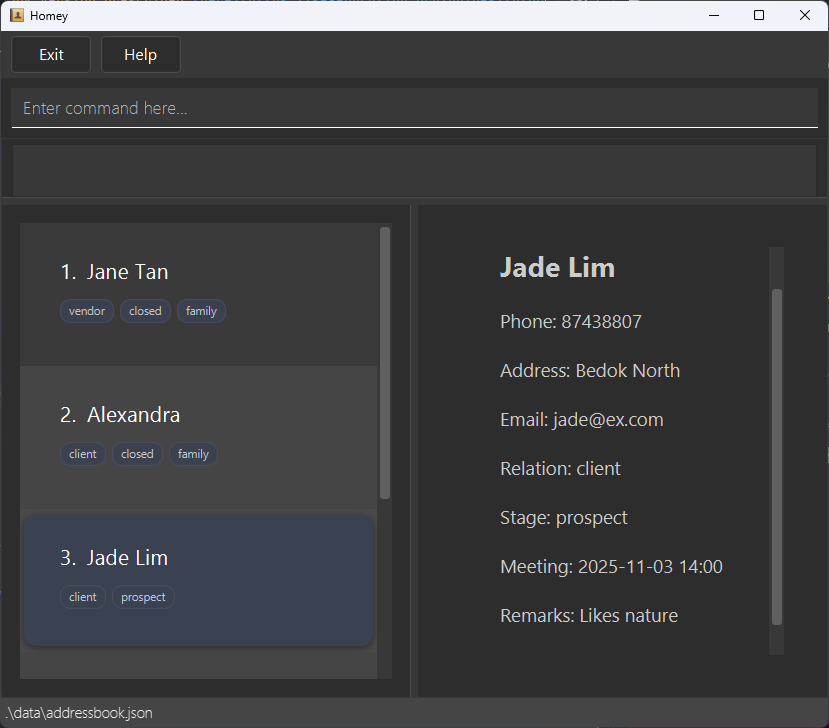 Homey
Exit Help
Enter command here...
1. Jane Tan
vendor closed family
2. Alexandra
client closed family
3. Jade Lim
client prospect
Jade Lim
Phone: 87438807
Address: Bedok North
Email: jade@ex.com
Relation: client
Stage: prospect
Meeting: 2025-11-03 14:00
Remarks: Likes nature
.\data\addressbook.json